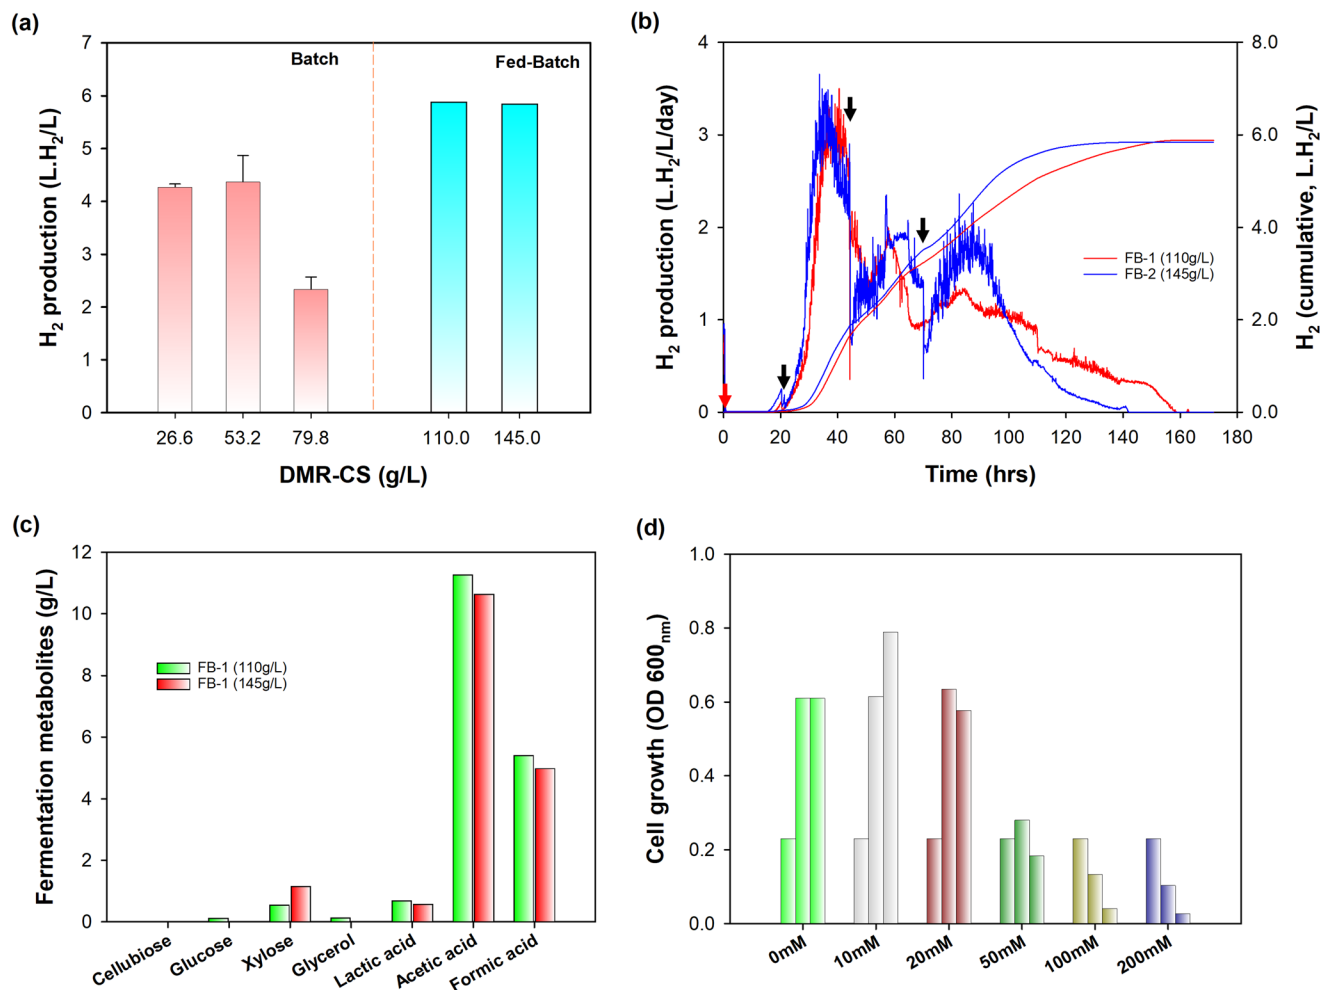 (a)
7
6
5
4
3
2
1
0
H2 production (L.H2/L)
Batch
Fed-Batch
26.6 53.2 79.8 110.0 145.0
DMR-CS (g/L)
(b)
4
3
2
1
0
H2 production (L.H2/L/day)
8.0
6.0
4.0
2.0
0.0
H2 (cumulative, L.H2/L)
FB-1 (110g/L)
FB-2 (145g/L)
0 20 40 60 80 100 120 140 160 180
Time (hrs)
(c)
12
10
8
6
4
2
0
Fermentation metabolites (g/L)
FB-1 (110g/L)
FB-1 (145g/L)
Cellubiose
Glucose
Xylose
Glycerol
Lactic acid
Acetic acid
Formic acid
(d)
1.0
0.8
0.6
0.4
0.2
0.0
Cell growth (OD 600nm)
0mM
10mM
20mM
50mM
100mM
200mM